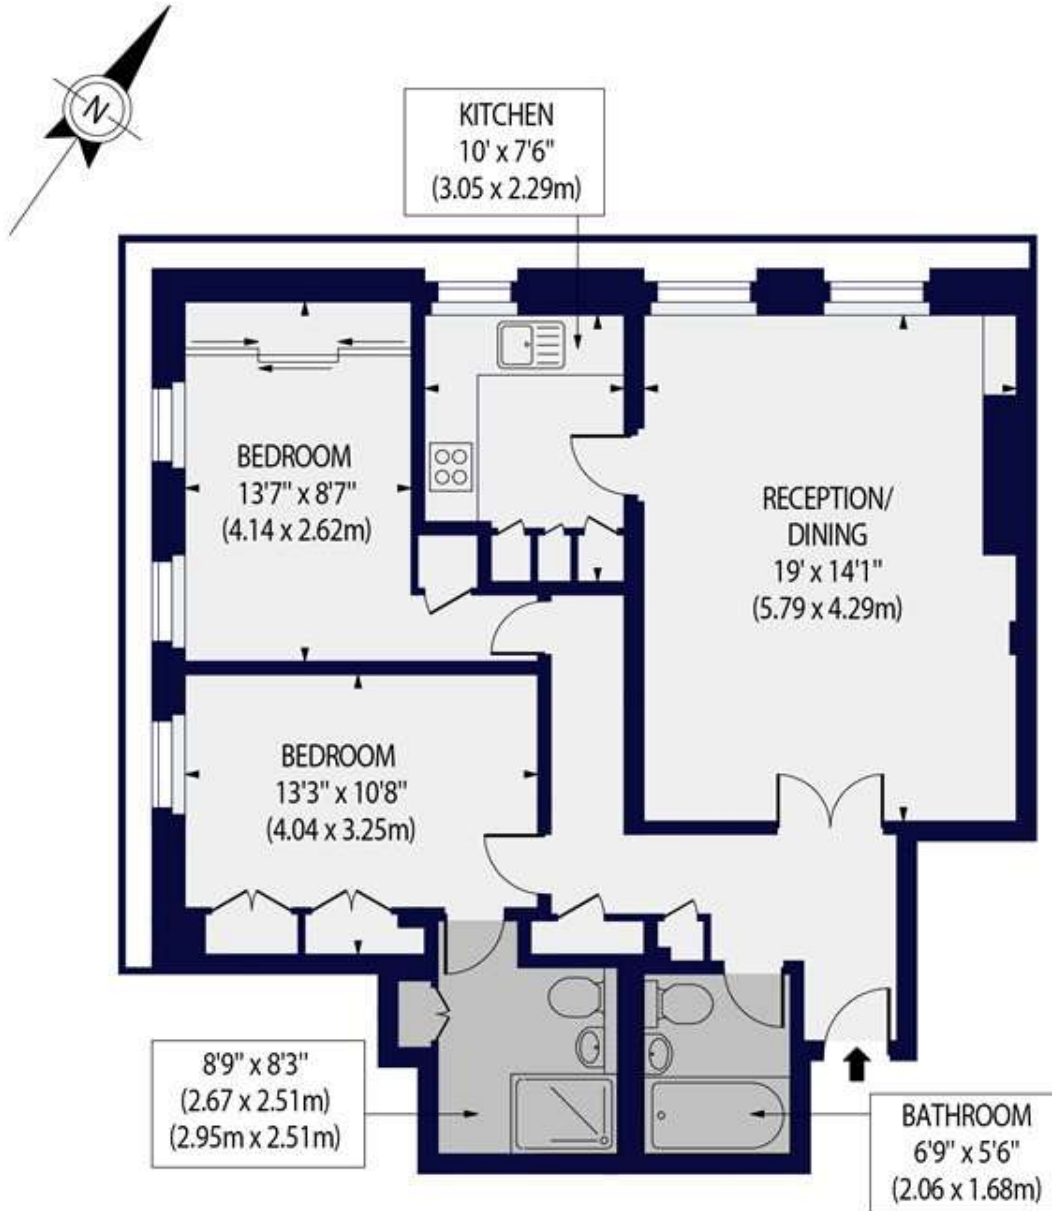 N
KITCHEN
10' x 7'6"
(3.05 x 2.29m)
BEDROOM
13'7" x 8'7"
(4.14 x 2.62m)
RECEPTION/
DINING
19' x 14'1"
(5.79 x 4.29m)
BEDROOM
13'3" x 10'8"
(4.04 x 3.25m)
8'9" x 8'3"
(2.67 x 2.51m)
(2.95m x 2.51m)
BATHROOM
6'9" x 5'6"
(2.06 x 1.68m)